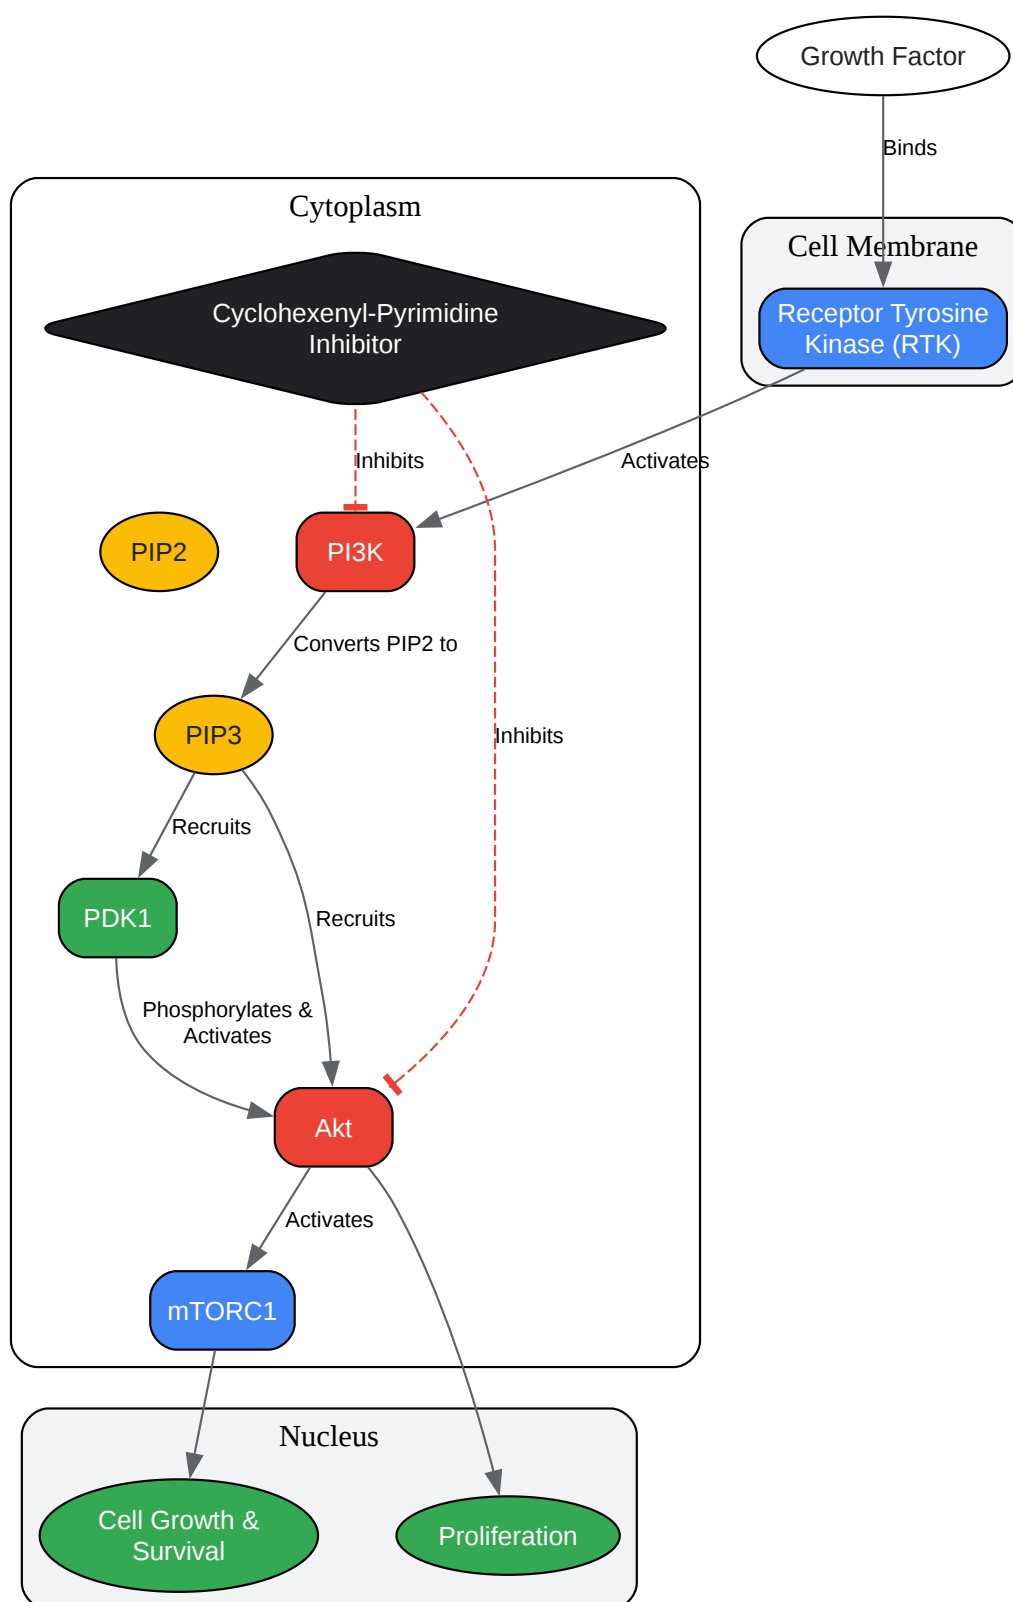 Growth Factor
Binds
Cytoplasm
Cell Membrane
Cyclohexenyl-Pyrimidine
Inhibitor
Receptor Tyrosine
Kinase (RTK)
Inhibits
Activates
PIP2
PI3K
Converts PIP2 to
PIP3
Inhibits
Recruits
PDK1
Recruits
Phosphorylates &
Activates
Akt
Activates
mTORC1
Nucleus
Cell Growth &
Survival
Proliferation